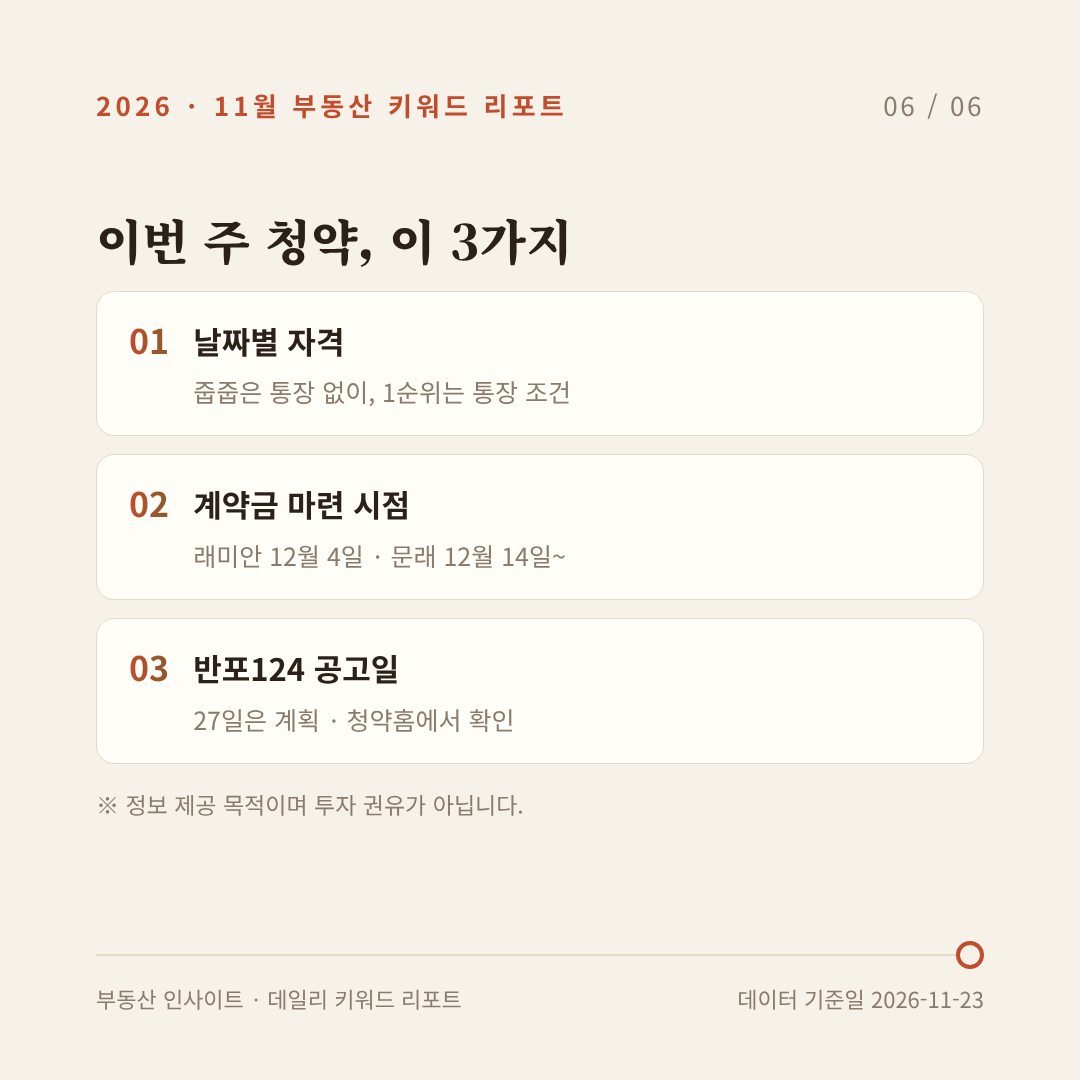 2026 · 11월 부동산 키워드 리포트
06 / 06
이번 주 청약, 이 3가지
01 날짜별 자격
줍줍은 통장 없이, 1순위는 통장 조건
02 계약금 마련 시점
래미안 12월 4일 · 문래 12월 14일~
03 반포124 공고일
27일은 계획 · 청약홈에서 확인
※ 정보 제공 목적이며 투자 권유가 아닙니다.
부동산 인사이트 · 데일리 키워드 리포트
데이터 기준일 2026-11-23